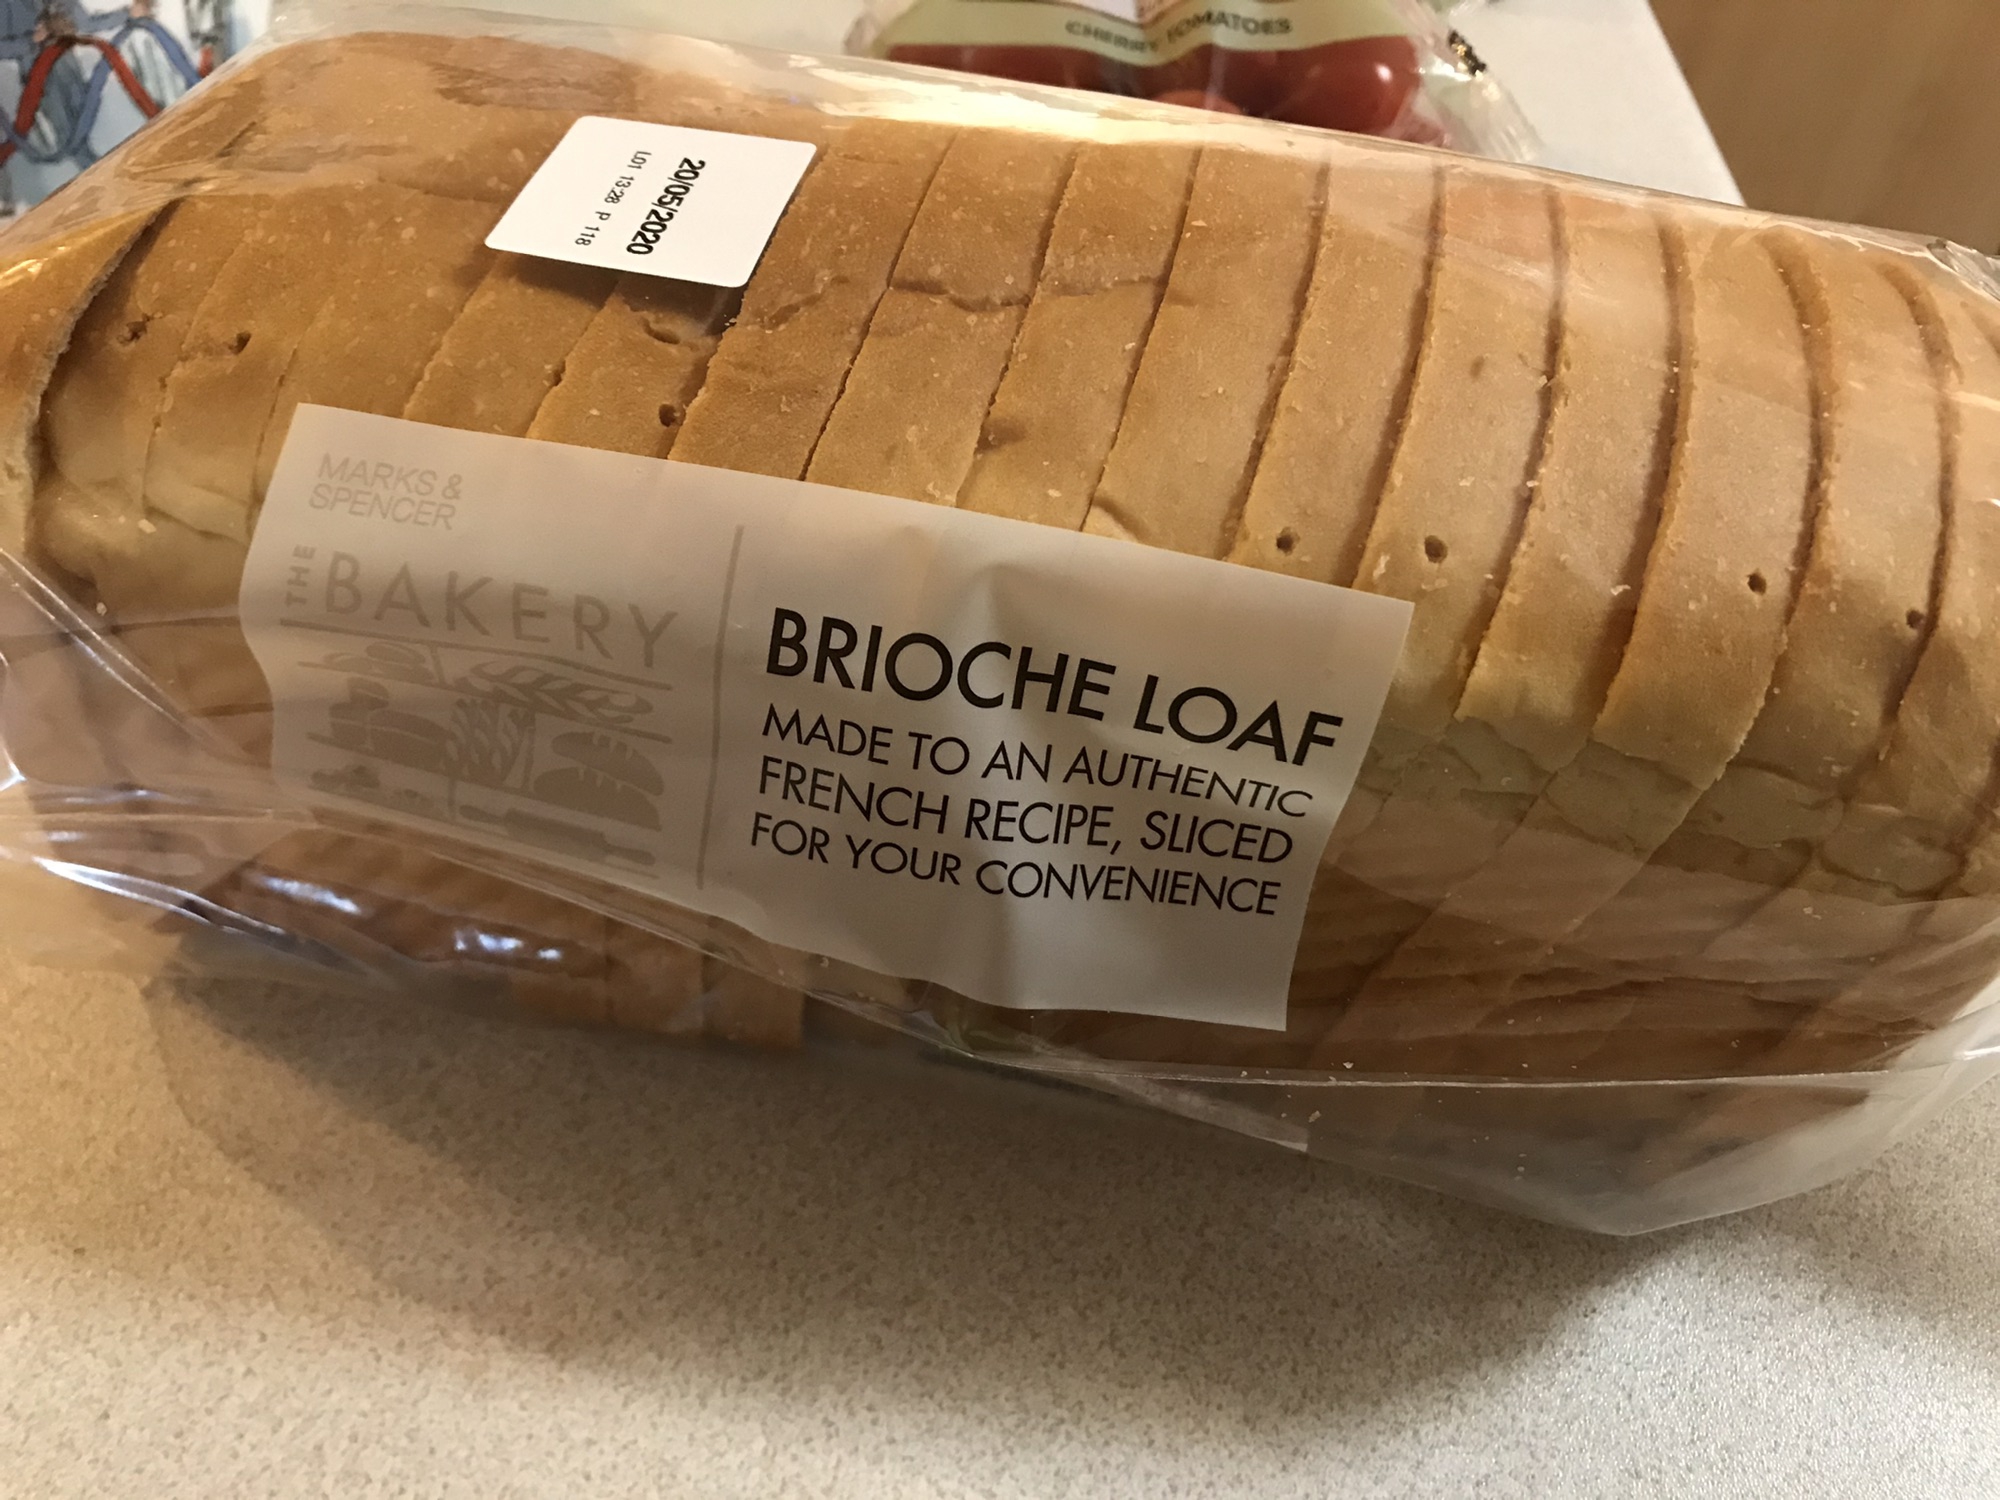 CHERRY TOMATOES
20/05/2020
L01 13:28 P 118
MARKS &
SPENCER
THE
BAKERY
BRIOCHE LOAF
MADE TO AN AUTHENTIC
FRENCH RECIPE, SLICED
FOR YOUR CONVENIENCE